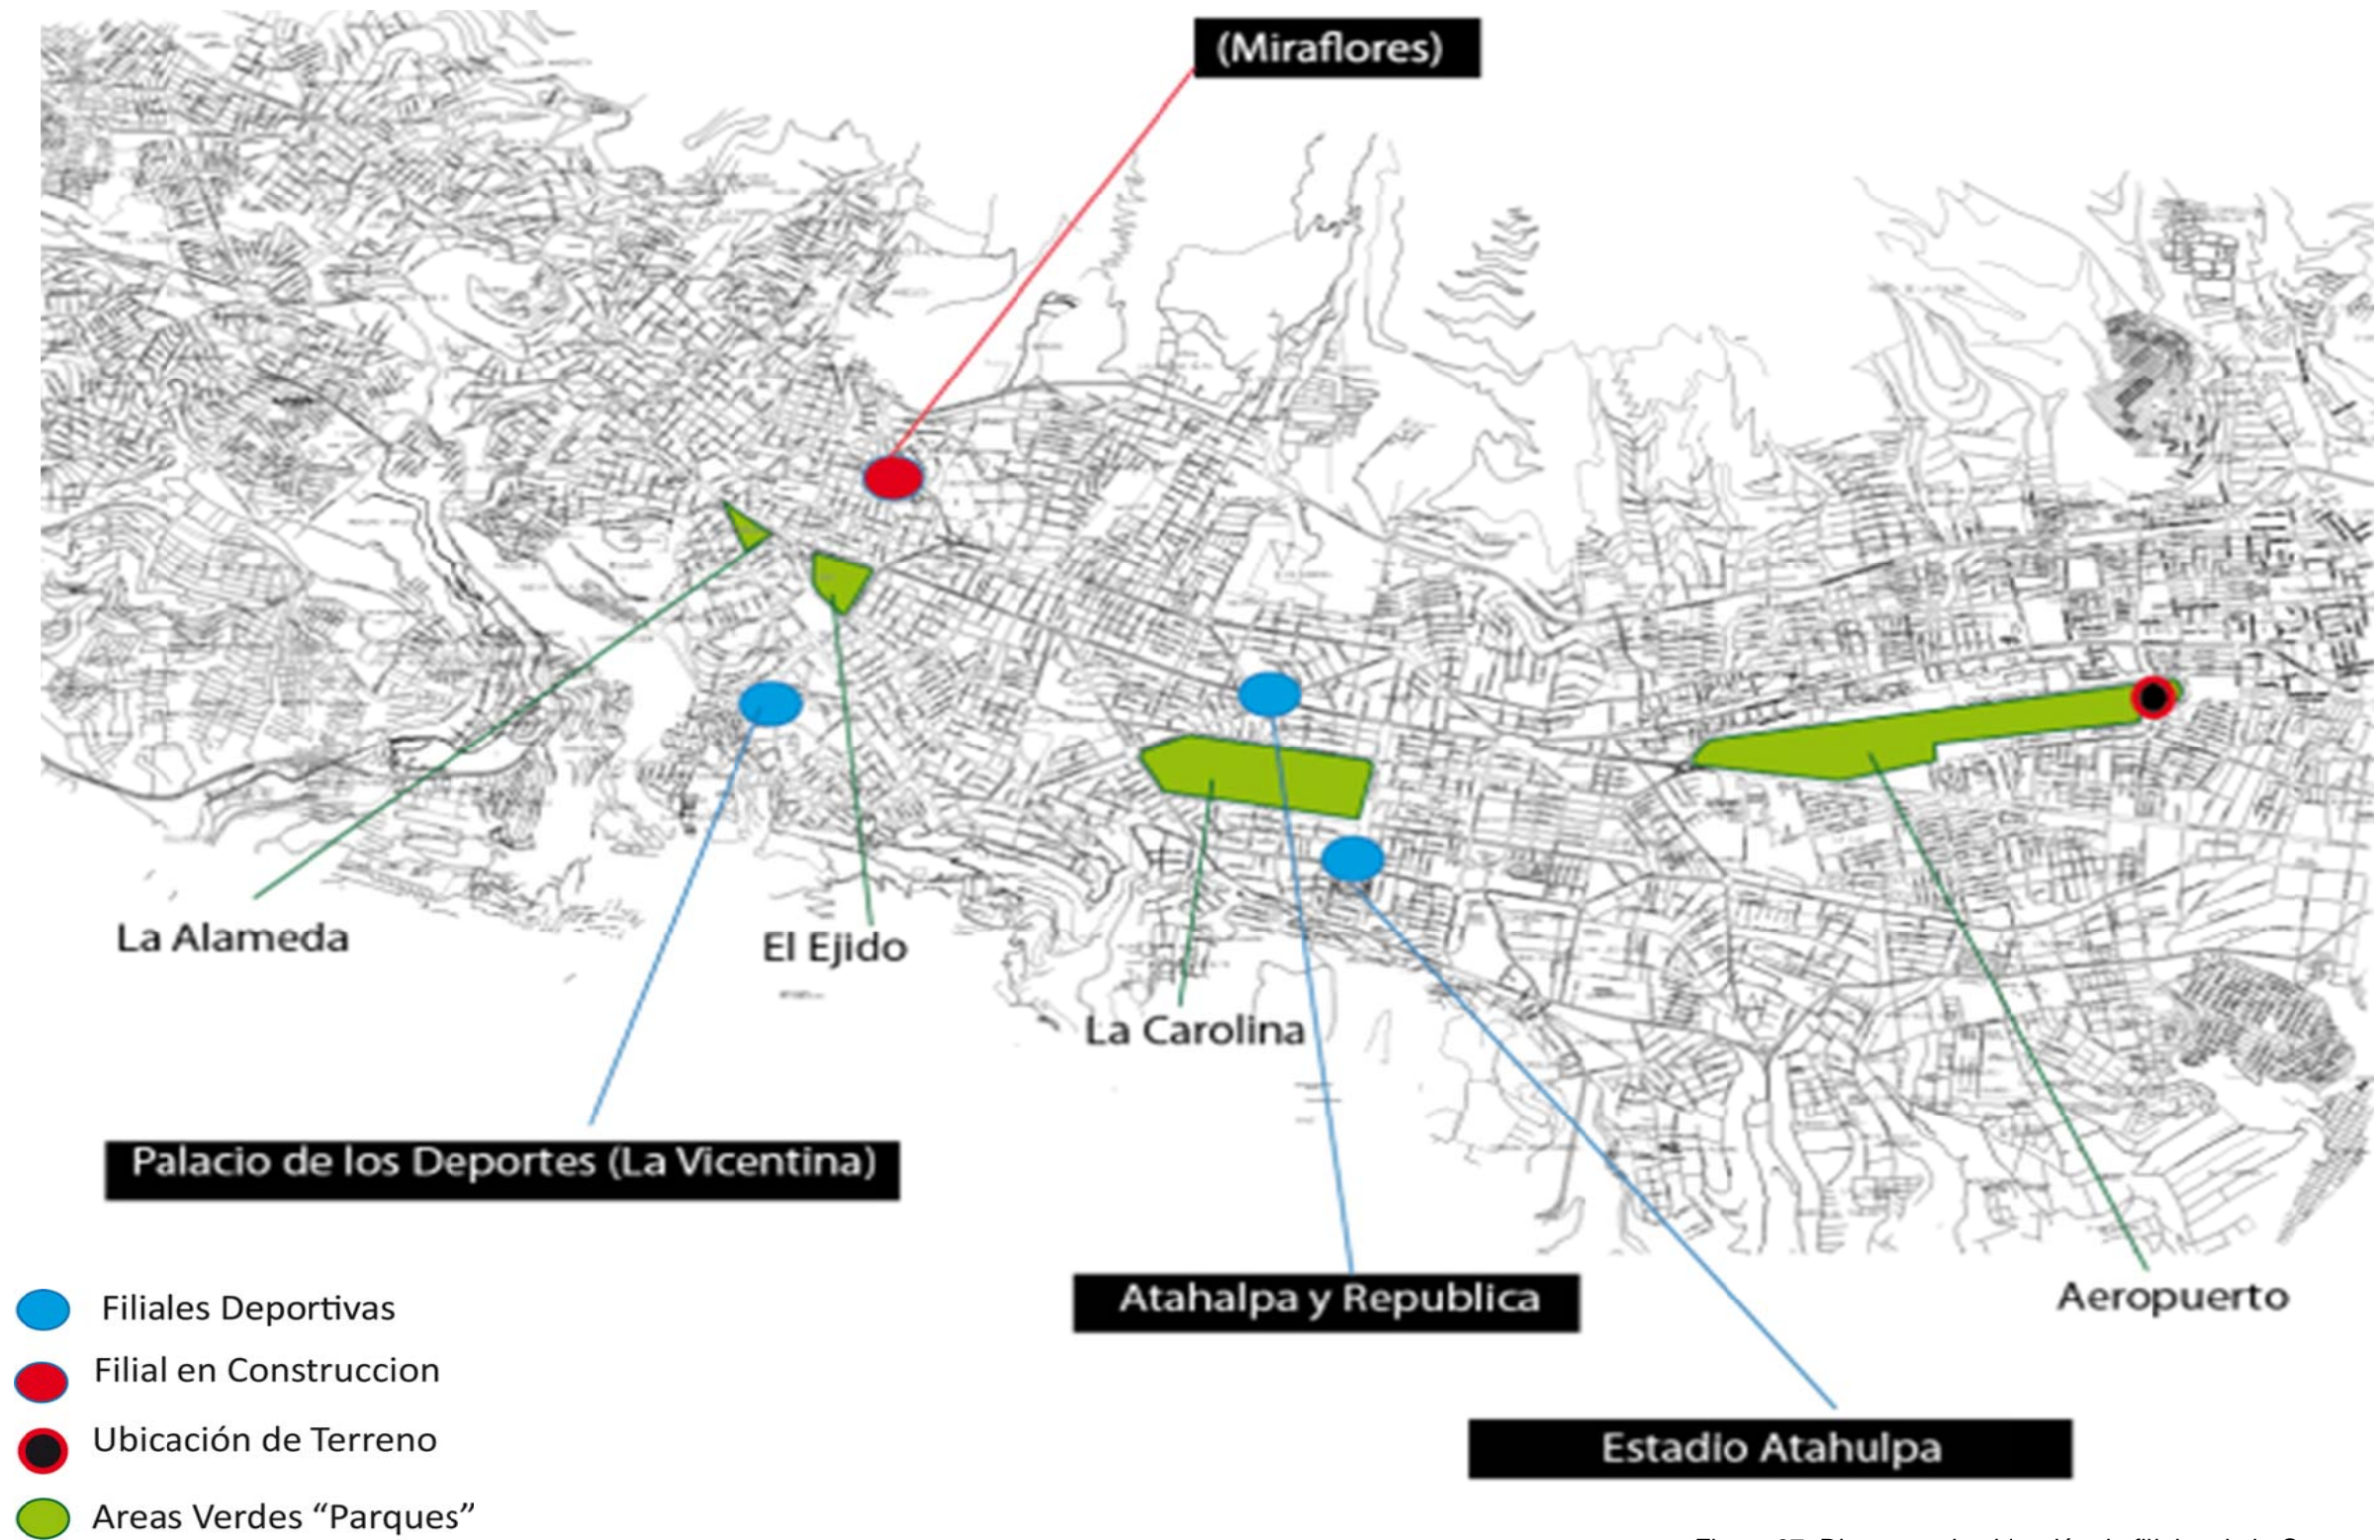 (Miraflores)
La Alameda
El Ejido
La Carolina
Palacio de los Deportes (La Vicentina)
Atahalpa y Republica
Aeropuerto
Estadio Atahulpa
Filiales Deportivas
Filial en Construccion
Ubicación de Terreno
Areas Verdes “Parques”